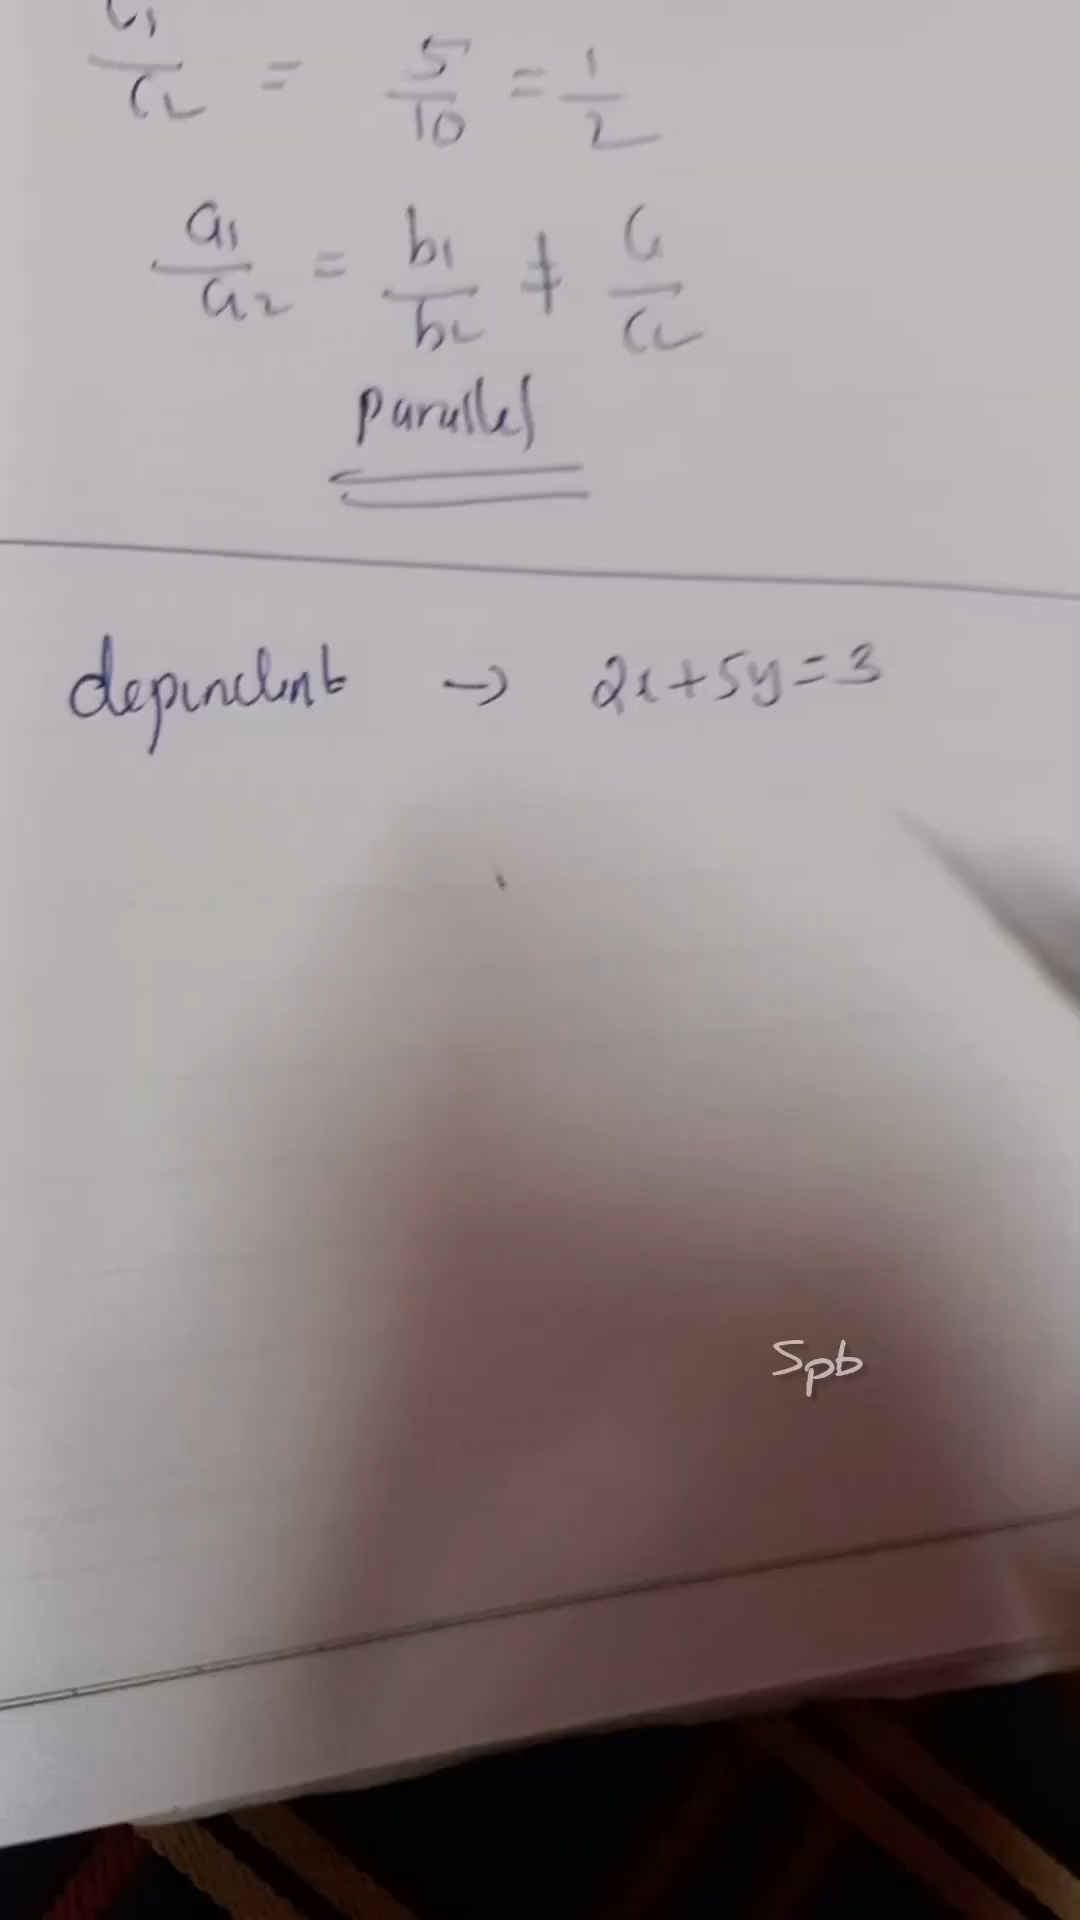 C₁/C₂ = 5/10 = 1/2
a₁/a₂ = b₁/b₂ ≠ C₁/C₂
parallel
dependent → 2x+5y=3
Spb